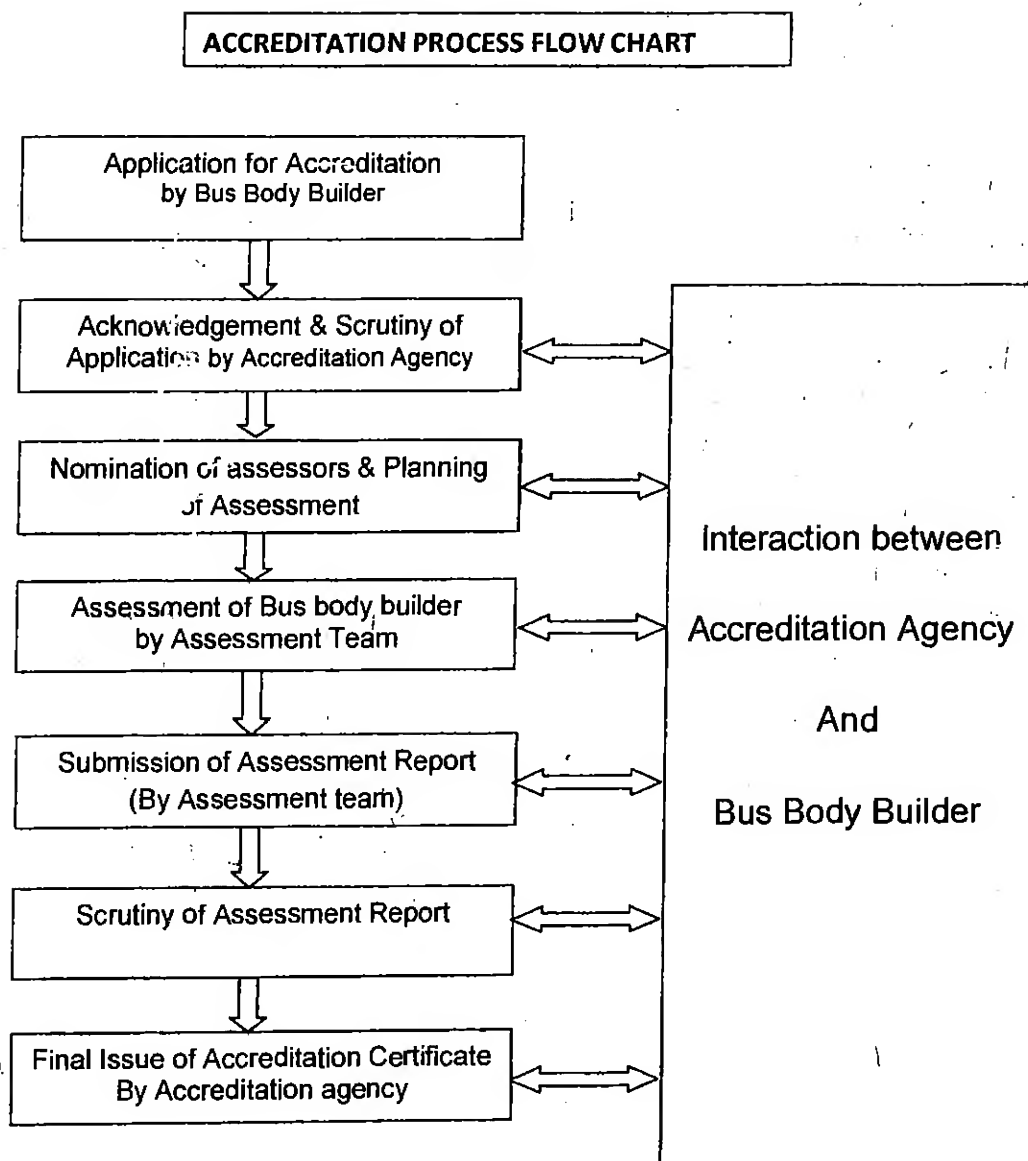 ACCREDITATION PROCESS FLOW CHART
Application for Accreditation
by Bus Body Builder
Acknowledgement & Scrutiny of
Application by Accreditation Agency
Nomination of assessors & Planning
of Assessment
Assessment of Bus body builder
by Assessment Team
Submission of Assessment Report
(By Assessment team)
Scrutiny of Assessment Report
Final Issue of Accreditation Certificate
By Accreditation agency
Interaction between
Accreditation Agency
And
Bus Body Builder